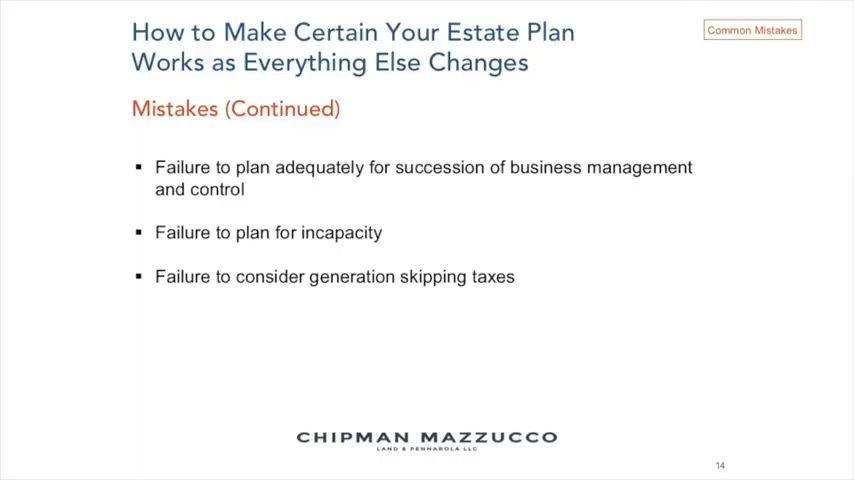 How to Make Certain Your Estate Plan
Works as Everything Else Changes
Common Mistakes
Mistakes (Continued)
▪ Failure to plan adequately for succession of business management
and control
▪ Failure to plan for incapacity
▪ Failure to consider generation skipping taxes
CHIPMAN MAZZUCCO
LAND & PENNAROLA LLC
14